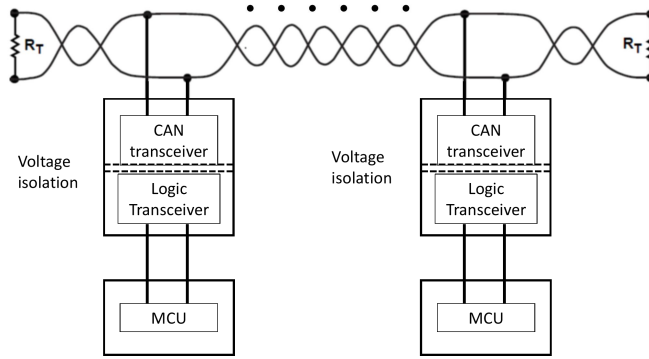 RT
RT
CAN
transceiver
Voltage
isolation
Logic
Transceiver
MCU
CAN
transceiver
Voltage
isolation
Logic
Transceiver
MCU